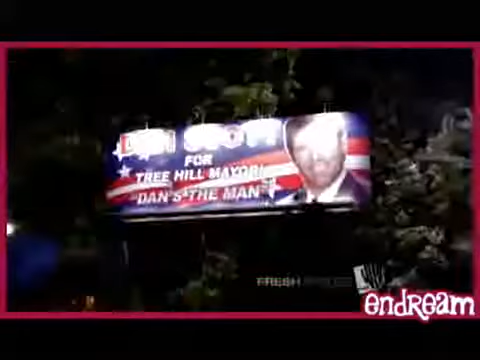 DAN SCOTT
FOR
TREE HILL MAYOR!
"DAN'S THE MAN"
FRESH
endream